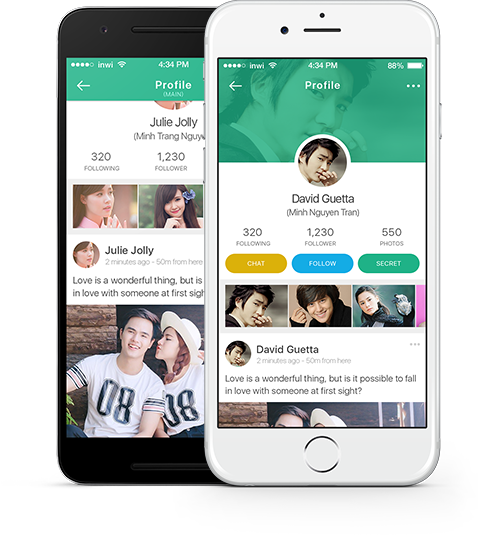 inwi 4:34 PM
Profile
(MAIN)
Julie Jolly
(Minh Trang Nguyen
320 1,230
FOLLOWING FOLLOWER
Julie Jolly
2 minutes ago - 50m from here
Love is a wonderful thing, but is
in love with someone at first sigh
08 08
inwi 4:34 PM 88%
Profile
David Guetta
(Minh Nguyen Tran)
320 1,230 550
FOLLOWING FOLLOWER PHOTOS
CHAT FOLLOW SECRET
David Guetta
2 minutes ago - 50m from here
Love is a wonderful thing, but is it possible to fall
in love with someone at first sight?